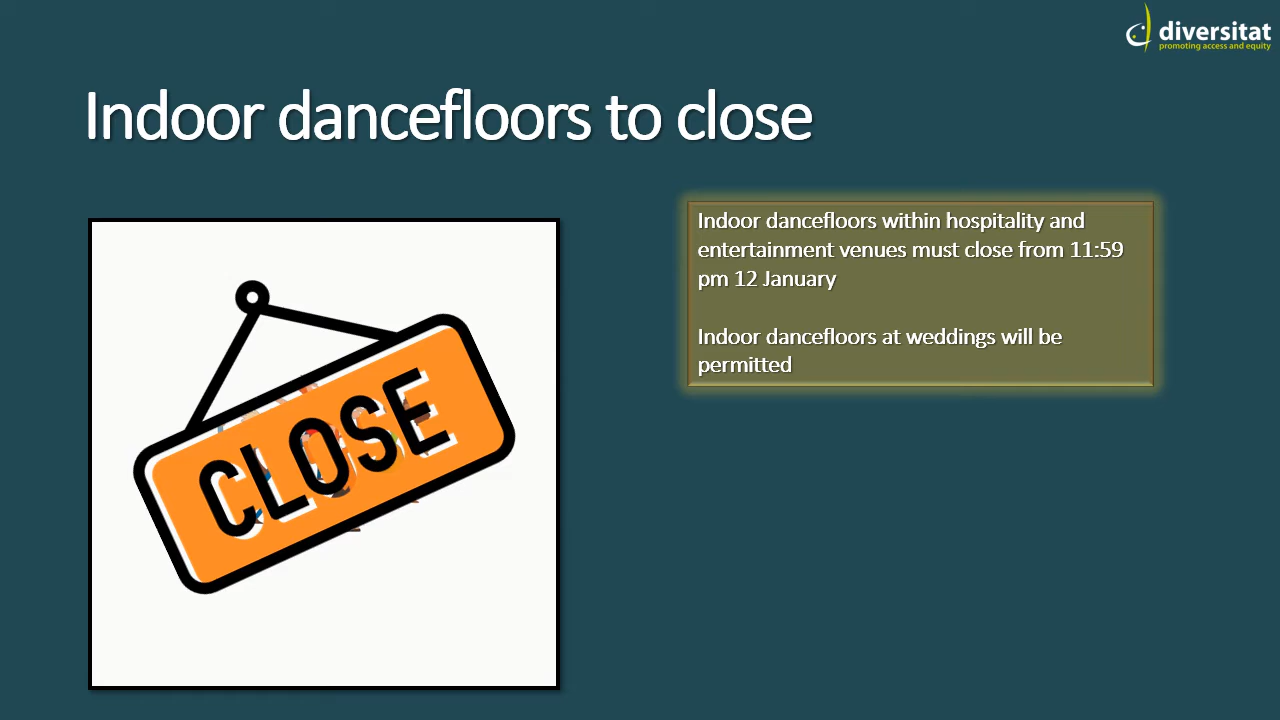 diversitat
promoting access and equity
Indoor dancefloors to close
Indoor dancefloors within hospitality and
entertainment venues must close from 11:59
pm 12 January
Indoor dancefloors at weddings will be
permitted
CLOSE